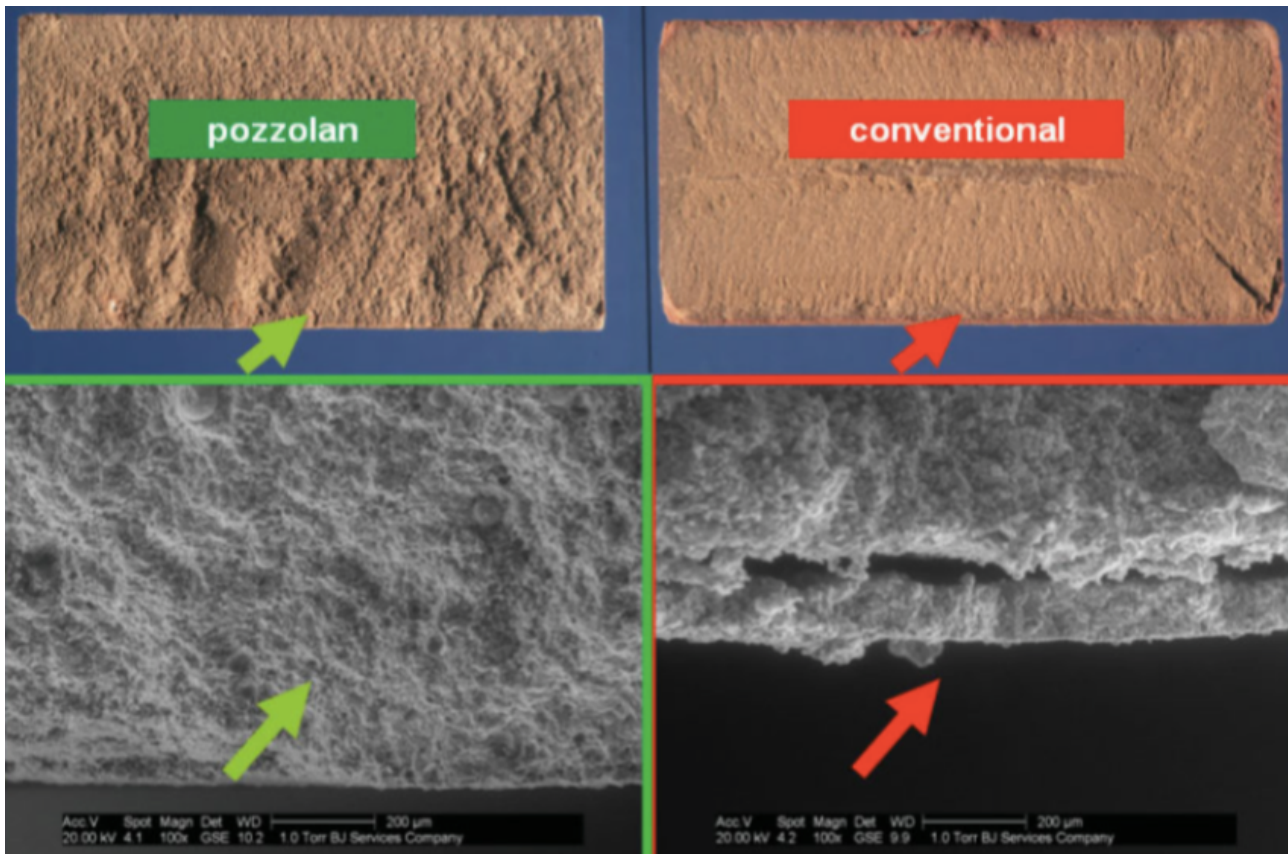 pozzolan
conventional
Acc.V Spot Magn Det WD 200 µm
20.00 kV 4.1 100x GSE 10.2 1.0 Torr BJ Services Company
Acc.V Spot Magn Det WD 200 µm
20.00 kV 4.2 100x GSE 9.9 1.0 Torr BJ Services Company